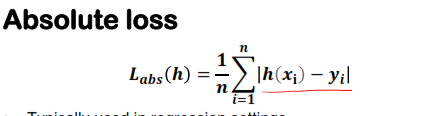 Absolute loss
L_abs(h) = 1/n ∑_{i=1}^{n} |h(x_i) − y_i|